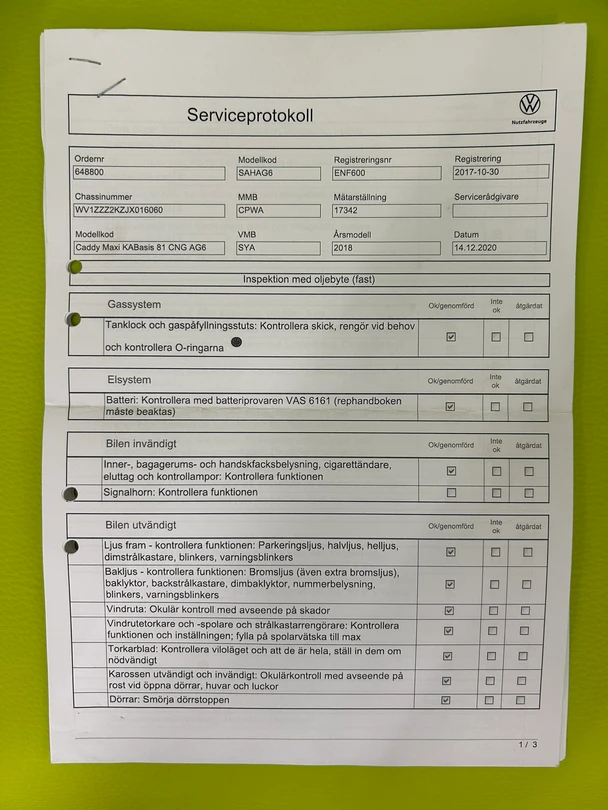 Serviceprotokoll
Nutzfahrzeuge
Ordernr Modellkod Registreringsnr Registrering
648800 SAHAG6 ENF600 2017-10-30
Chassinummer MMB Mätarställning Servicerådgivare
WV1ZZZ2KZJX016060 CPWA 17342
Modellkod VMB Årsmodell Datum
Caddy Maxi KABasis 81 CNG AG6 SYA 2018 14.12.2020
Inspektion med oljebyte (fast)
Gassystem Ok/genomförd Inte ok åtgärdat
Tanklock och gaspåfyllningsstuts: Kontrollera skick, rengör vid behov
och kontrollera O-ringarna
Elsystem Ok/genomförd Inte ok åtgärdat
Batteri: Kontrollera med batteriprovaren VAS 6161 (rephandboken
måste beaktas)
Bilen invändigt Ok/genomförd Inte ok åtgärdat
Inner-, bagagerums- och handskfacksbelysning, cigarettändare,
eluttag och kontrollampor: Kontrollera funktionen
Signalhorn: Kontrollera funktionen
Bilen utvändigt Ok/genomförd Inte ok åtgärdat
Ljus fram - kontrollera funktionen: Parkeringsljus, halvljus, helljus,
dimstrålkastare, blinkers, varningsblinkers
Bakljus - kontrollera funktionen: Bromsljus (även extra bromsljus),
baklyktor, backstrålkastare, dimbaklyktor, nummerbelysning,
blinkers, varningsblinkers
Vindruta: Okulär kontroll med avseende på skador
Vindrutetorkare och -spolare och strålkastarrengörare: Kontrollera
funktionen och inställningen; fylla på spolarvätska till max
Torkarblad: Kontrollera viloläget och att de är hela, ställ in dem om
nödvändigt
Karossen utvändigt och invändigt: Okulärkontroll med avseende på
rost vid öppna dörrar, huvar och luckor
Dörrar: Smörja dörrstoppen
1 / 3